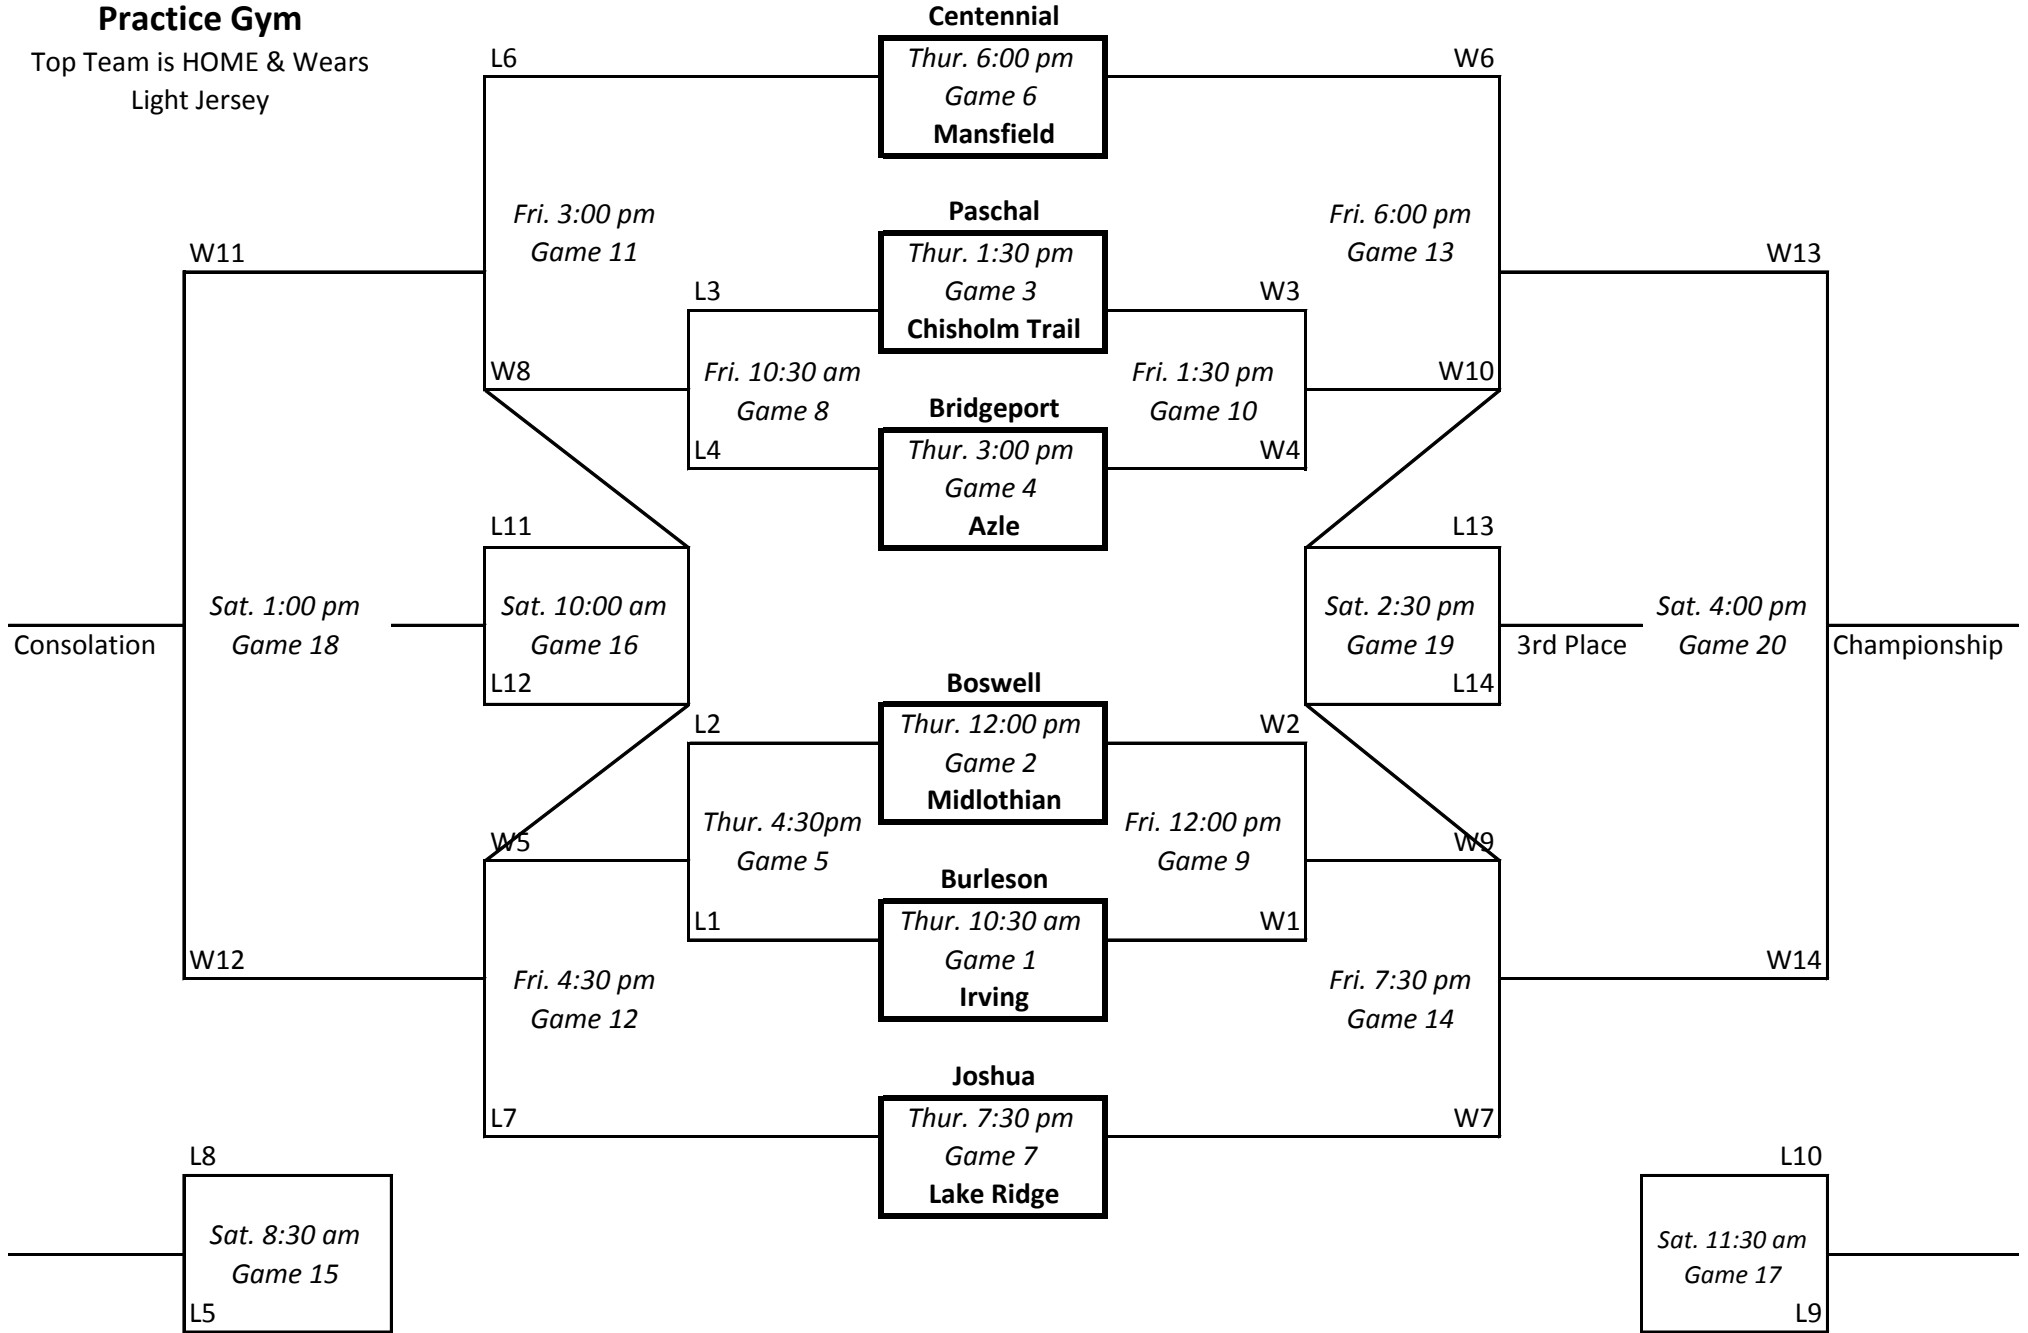 Practice Gym
Top Team is HOME & Wears
Light Jersey
Centennial
L6
Thur. 6:00 pm
W6
Game 6
Mansfield
Fri. 3:00 pm
Game 11
Paschal
Fri. 6:00 pm
Game 13
W11
Thur. 1:30 pm
W13
L3
Game 3
W3
Chisholm Trail
W8
Fri. 10:30 am
Game 8
Fri. 1:30 pm
Game 10
W10
Bridgeport
L4
Thur. 3:00 pm
W4
Game 4
Azle
L11
L13
Sat. 1:00 pm
Game 18
Sat. 10:00 am
Game 16
Sat. 2:30 pm
Game 19
Sat. 4:00 pm
Game 20
Consolation
3rd Place
Championship
L12
Boswell
L14
L2
Thur. 12:00 pm
W2
Game 2
Midlothian
W5
Thur. 4:30pm
Game 5
Fri. 12:00 pm
Game 9
W9
Burleson
L1
Thur. 10:30 am
W1
Game 1
Irving
W12
W14
Fri. 4:30 pm
Game 12
Fri. 7:30 pm
Game 14
Joshua
L7
Thur. 7:30 pm
W7
Game 7
Lake Ridge
L8
L10
Sat. 8:30 am
Game 15
Sat. 11:30 am
Game 17
L5
L9